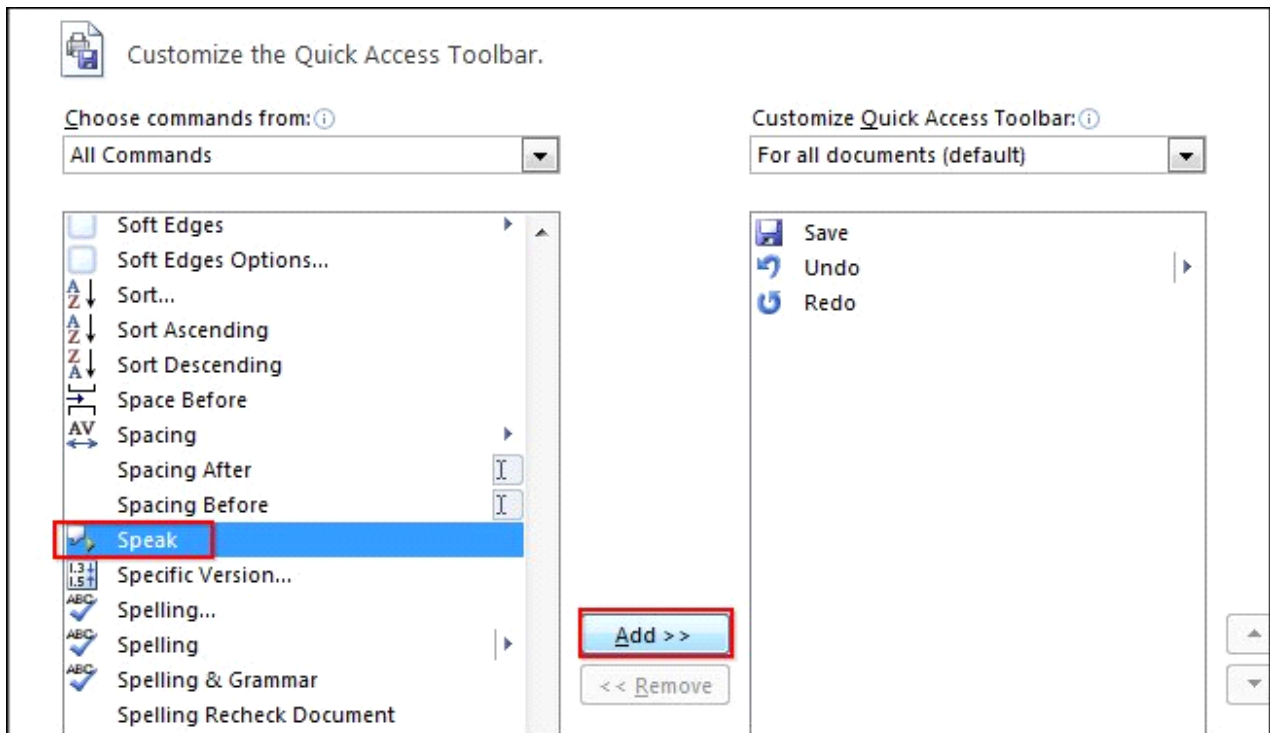 Customize the Quick Access Toolbar.
Choose commands from:
All Commands
Soft Edges
Soft Edges Options...
Sort...
Sort Ascending
Sort Descending
Space Before
Spacing
Spacing After
Spacing Before
Speak
Specific Version...
Spelling...
Spelling
Spelling & Grammar
Spelling Recheck Document
Add >>
<< Remove
Customize Quick Access Toolbar:
For all documents (default)
Save
Undo
Redo